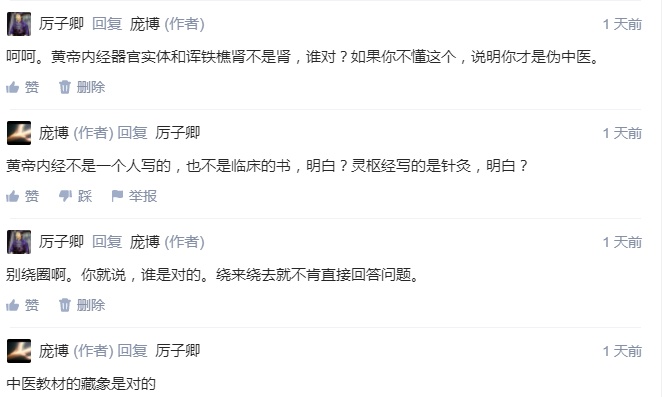 厉子卿 回复 庞博 (作者) 1 天前
呵呵。黄帝内经器官实体和诨铁樵肾不是肾，谁对？如果你不懂这个，说明你才是伪中医。
赞 删除
庞博 (作者) 回复 厉子卿 1 天前
黄帝内经不是一个人写的，也不是临床的书，明白？灵枢经写的是针灸，明白？
赞 踩 举报
厉子卿 回复 庞博 (作者) 1 天前
别绕圈啊。你就说，谁是对的。绕来绕去就不肯直接回答问题。
赞 删除
庞博 (作者) 回复 厉子卿 1 天前
中医教材的藏象是对的